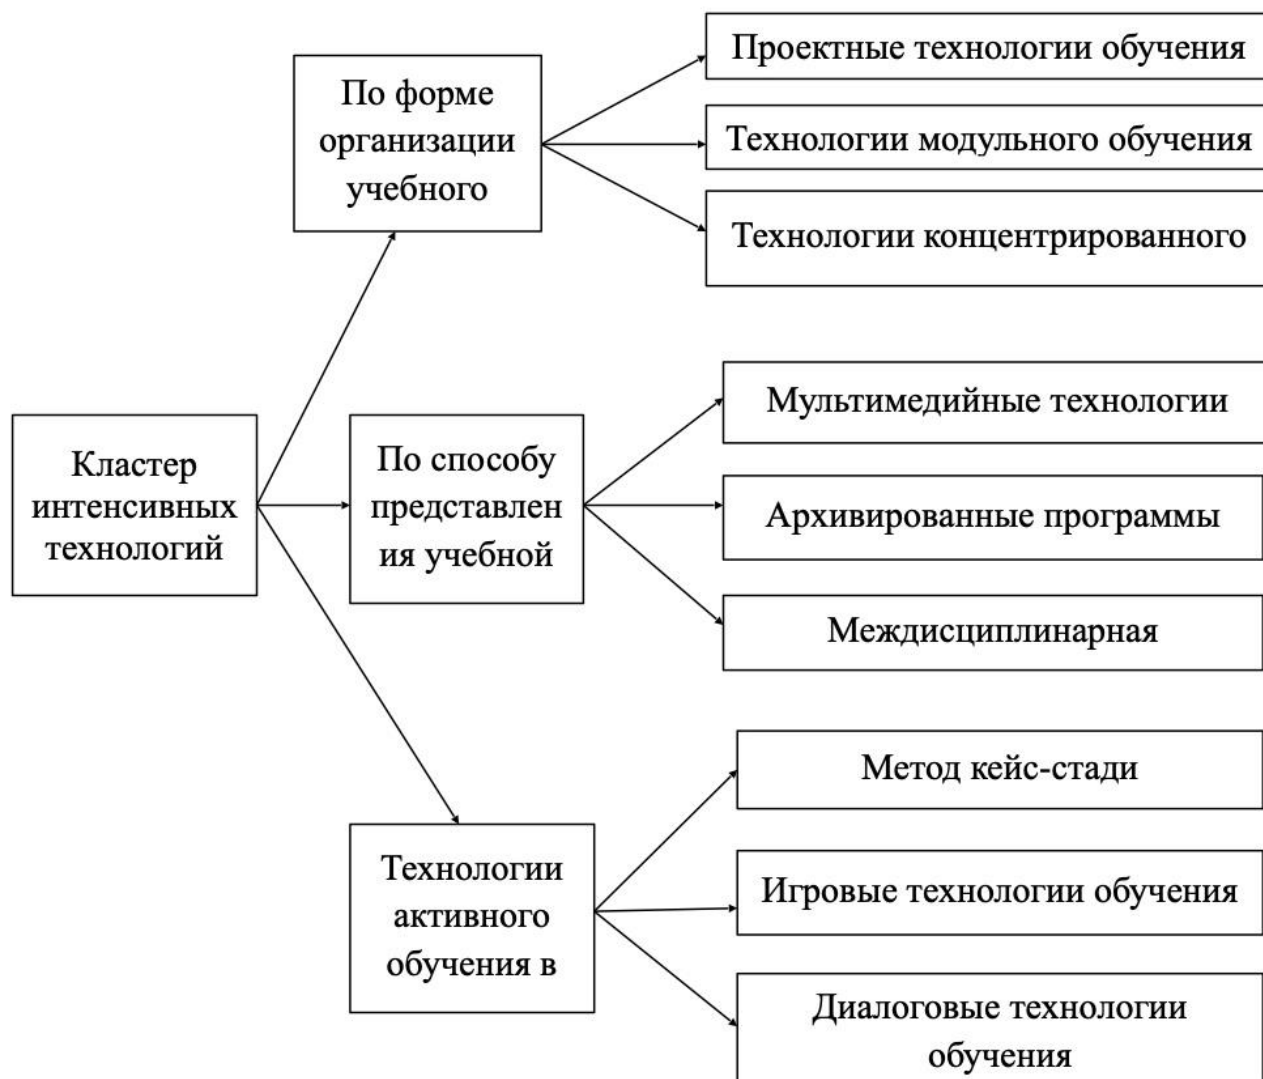 Кластер
интенсивных
технологий
По форме
организации
учебного
Проектные технологии обучения
Технологии модульного обучения
Технологии концентрированного
По способу
представлен
ия учебной
Мультимедийные технологии
Архивированные программы
Междисциплинарная
Технологии
активного
обучения в
Метод кейс-стади
Игровые технологии обучения
Диалоговые технологии
обучения